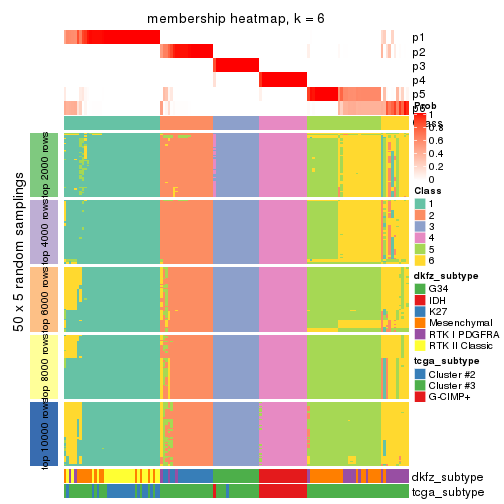 membership heatmap, k = 6
p1
p2
p3
p4
p5
p6
Class
Prob
1
0.8
0.6
0.4
0.2
0
Class
1
2
3
4
5
6
dkfz_subtype
G34
IDH
K27
Mesenchymal
RTK I PDGFRA
RTK II Classic
tcga_subtype
Cluster #2
Cluster #3
G-CIMP+
50 x 5 random samplings
top 2000 rows
top 4000 rows
top 6000 rows
top 8000 rows
top 10000 rows
dkfz_subtype
tcga_subtype